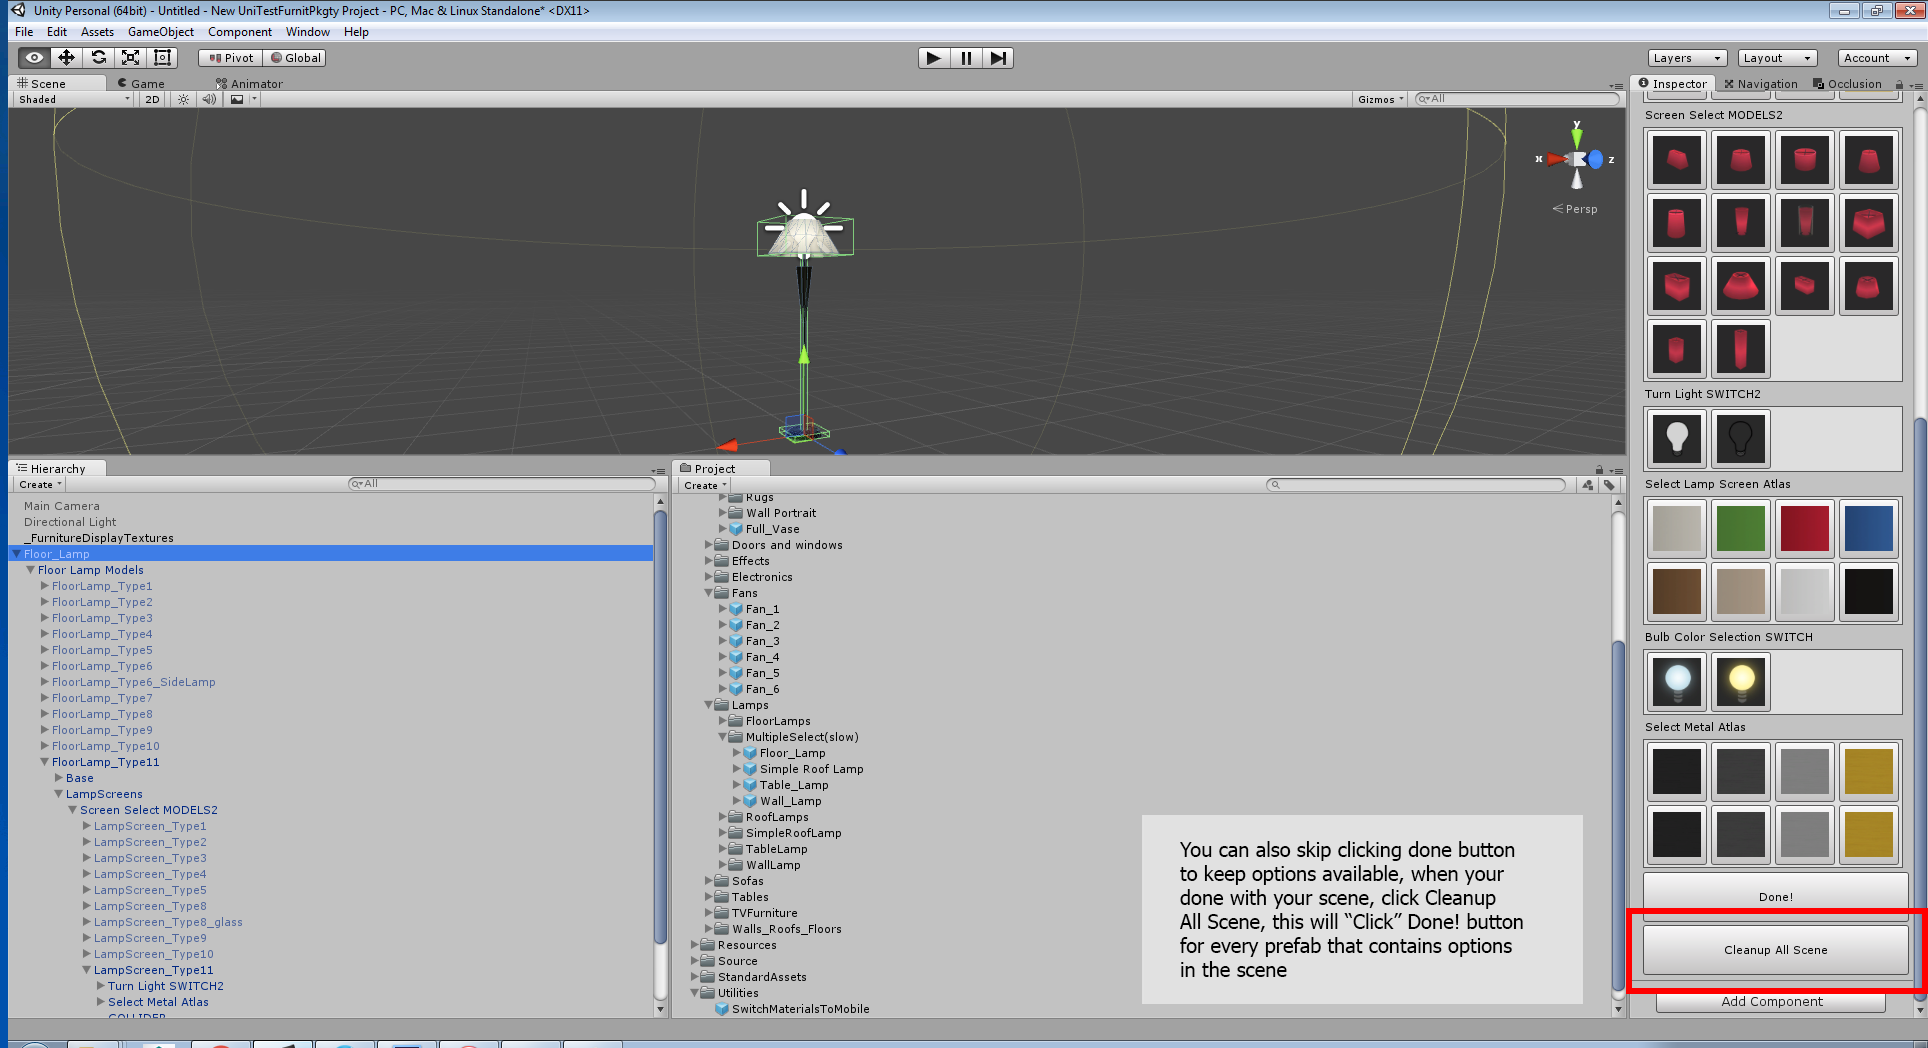 Unity Personal (64bit) - Untitled - New UniTestFurnitPkgty Project - PC, Mac & Linux Standalone* <DX11>
File Edit Assets GameObject Component Window Help
Pivot Global
Layers Layout Account
Scene Game Animator
Shaded 2D Gizmos All
y
x z
Persp
Inspector Navigation Occlusion
Screen Select MODELS2
Turn Light SWITCH2
Select Lamp Screen Atlas
Bulb Color Selection SWITCH
Select Metal Atlas
Done!
Cleanup All Scene
Add Component
Hierarchy
Create All
Main Camera
Directional Light
_FurnitureDisplayTextures
Floor_Lamp
Floor Lamp Models
FloorLamp_Type1
FloorLamp_Type2
FloorLamp_Type3
FloorLamp_Type4
FloorLamp_Type5
FloorLamp_Type6
FloorLamp_Type6_SideLamp
FloorLamp_Type7
FloorLamp_Type8
FloorLamp_Type9
FloorLamp_Type10
FloorLamp_Type11
Base
LampScreens
Screen Select MODELS2
LampScreen_Type1
LampScreen_Type2
LampScreen_Type3
LampScreen_Type4
LampScreen_Type5
LampScreen_Type8
LampScreen_Type8_glass
LampScreen_Type9
LampScreen_Type10
LampScreen_Type11
Turn Light SWITCH2
Select Metal Atlas
COLLIDER
Project
Create
Rugs
Wall Portrait
Full_Vase
Doors and windows
Effects
Electronics
Fans
Fan_1
Fan_2
Fan_3
Fan_4
Fan_5
Fan_6
Lamps
FloorLamps
MultipleSelect(slow)
Floor_Lamp
Simple Roof Lamp
Table_Lamp
Wall_Lamp
RoofLamps
SimpleRoofLamp
TableLamp
WallLamp
Sofas
Tables
TVFurniture
Walls_Roofs_Floors
Resources
Source
StandardAssets
Utilities
SwitchMaterialsToMobile
You can also skip clicking done button
to keep options available, when your
done with your scene, click Cleanup
All Scene, this will “Click” Done! button
for every prefab that contains options
in the scene